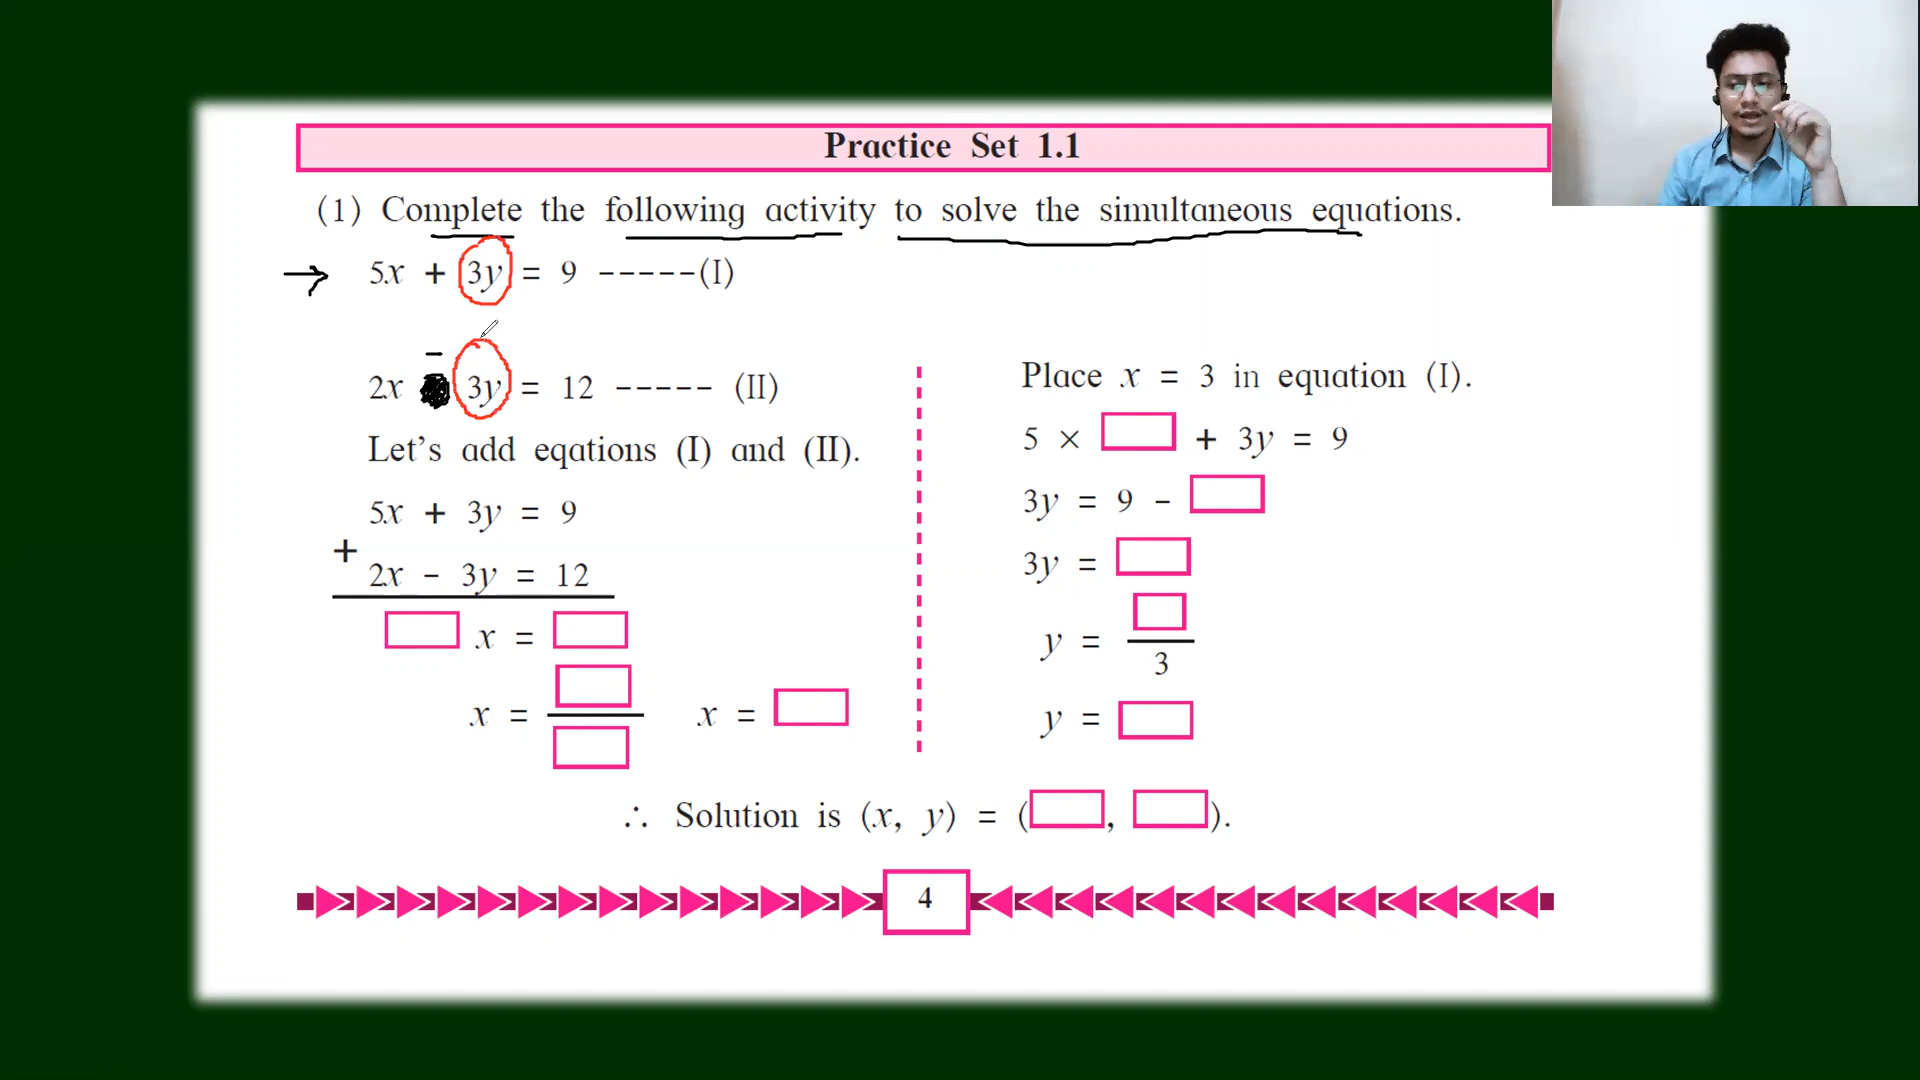 Practice Set 1.1
(1) Complete the following activity to solve the simultaneous equations.
→ 5x + 3y = 9 -----(I)
2x - 3y = 12 ----- (II)
Let's add eqations (I) and (II).
5x + 3y = 9
+
2x - 3y = 12
x =
x =   x =
Place x = 3 in equation (I).
5 × + 3y = 9
3y = 9 -
3y =
y = 
3
y =
∴ Solution is (x, y) = ( , ).
4